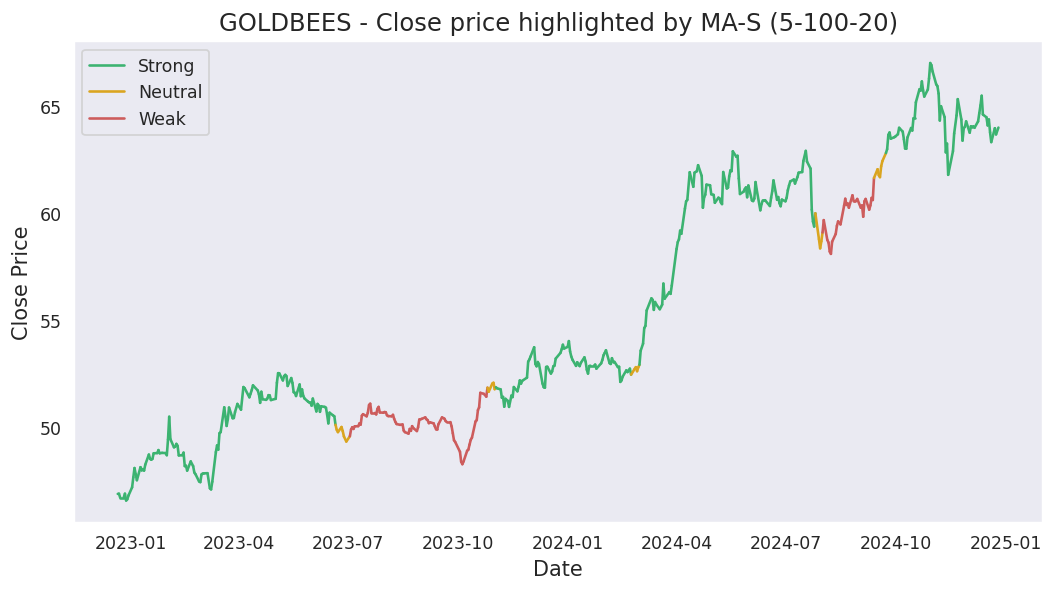 GOLDBEES - Close price highlighted by MA-S (5-100-20)
Strong
Neutral
Weak
65
60
55
50
Close Price
2023-01 2023-04 2023-07 2023-10 2024-01 2024-04 2024-07 2024-10 2025-01
Date